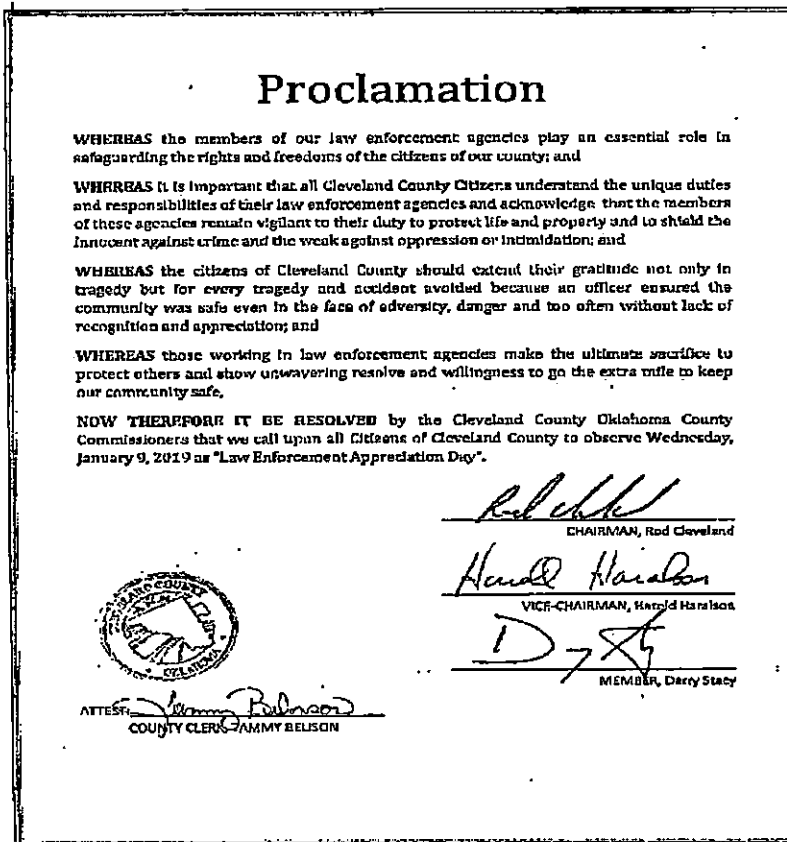 Proclamation
WHEREAS the members of our law enforcement agencies play an essential role in
safeguarding the rights and freedoms of the citizens of our county; and
WHEREAS it is important that all Cleveland County Citizens understand the unique duties
and responsibilities of their law enforcement agencies and acknowledge that the members
of these agencies remain vigilant to their duty to protect life and property and to shield the
innocent against crime and the weak against oppression or intimidation; and
WHEREAS the citizens of Cleveland County should extend their gratitude not only in
tragedy but for every tragedy and accident avoided because an officer ensured the
community was safe even in the face of adversity, danger and too often without lack of
recognition and appreciation; and
WHEREAS those working in law enforcement agencies make the ultimate sacrifice to
protect others and show unwavering resolve and willingness to go the extra mile to keep
our community safe,
NOW THEREFORE IT BE RESOLVED by the Cleveland County Oklahoma County
Commissioners that we call upon all Citizens of Cleveland County to observe Wednesday,
January 9, 2019 as "Law Enforcement Appreciation Day".
CHAIRMAN, Rod Cleveland
Harold Haralson
VICE-CHAIRMAN, Harold Haralson
MEMBER, Darry Stacy
CLEVELAND COUNTY
OKLAHOMA
ATTEST: Tammy Belinson
COUNTY CLERK TAMMY BELISON